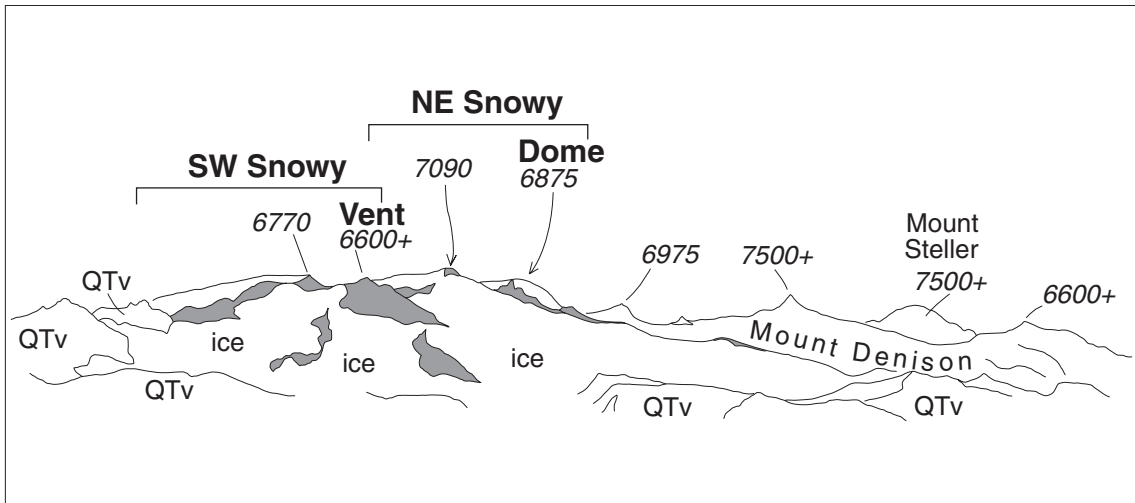 NE Snowy
SW Snowy
7090
Dome
6875
6770
Vent
6600+
6975
7500+
Mount
Steller
7500+
6600+
QTv
QTv
ice
ice
ice
Mount Denison
QTv
QTv
QTv